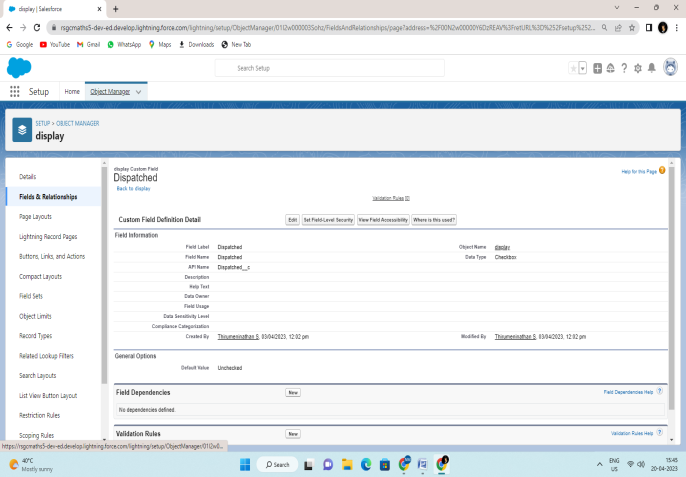 display | Salesforce
rsgcmaths5-dev-ed.develop.lightning.force.com/lightning/setup/ObjectManager/01I2w000003Sohz/FieldsAndRelationships/page?address=%2F00N2w00000Y6DzREAV%3FretURL%3D%252Fsetup%252...
Google YouTube Gmail WhatsApp Maps Downloads New Tab
Search Setup
Setup Home Object Manager
SETUP > OBJECT MANAGER
display
Details
Fields & Relationships
Page Layouts
Lightning Record Pages
Buttons, Links, and Actions
Compact Layouts
Field Sets
Object Limits
Record Types
Related Lookup Filters
Search Layouts
List View Button Layout
Restriction Rules
Scoping Rules
display Custom Field
Dispatched
Back to display
Help for this Page
Validation Rules [0]
Custom Field Definition Detail Edit Set Field-Level Security View Field Accessibility Where is this used?
Field Information
Field Label Dispatched Object Name display
Field Name Dispatched Data Type Checkbox
API Name Dispatched__c
Description
Help Text
Data Owner
Field Usage
Data Sensitivity Level
Compliance Categorization
Created By Thirumeninathan S, 03/04/2023, 12:02 pm Modified By Thirumeninathan S, 03/04/2023, 12:02 pm
General Options
Default Value Unchecked
Field Dependencies New Field Dependencies Help
No dependencies defined.
Validation Rules New Validation Rules Help
https://rsgcmaths5-dev-ed.develop.lightning.force.com/lightning/setup/ObjectManager/01I2w0...
40°C
Mostly sunny
Search
ENG
US
15:45
20-04-2023